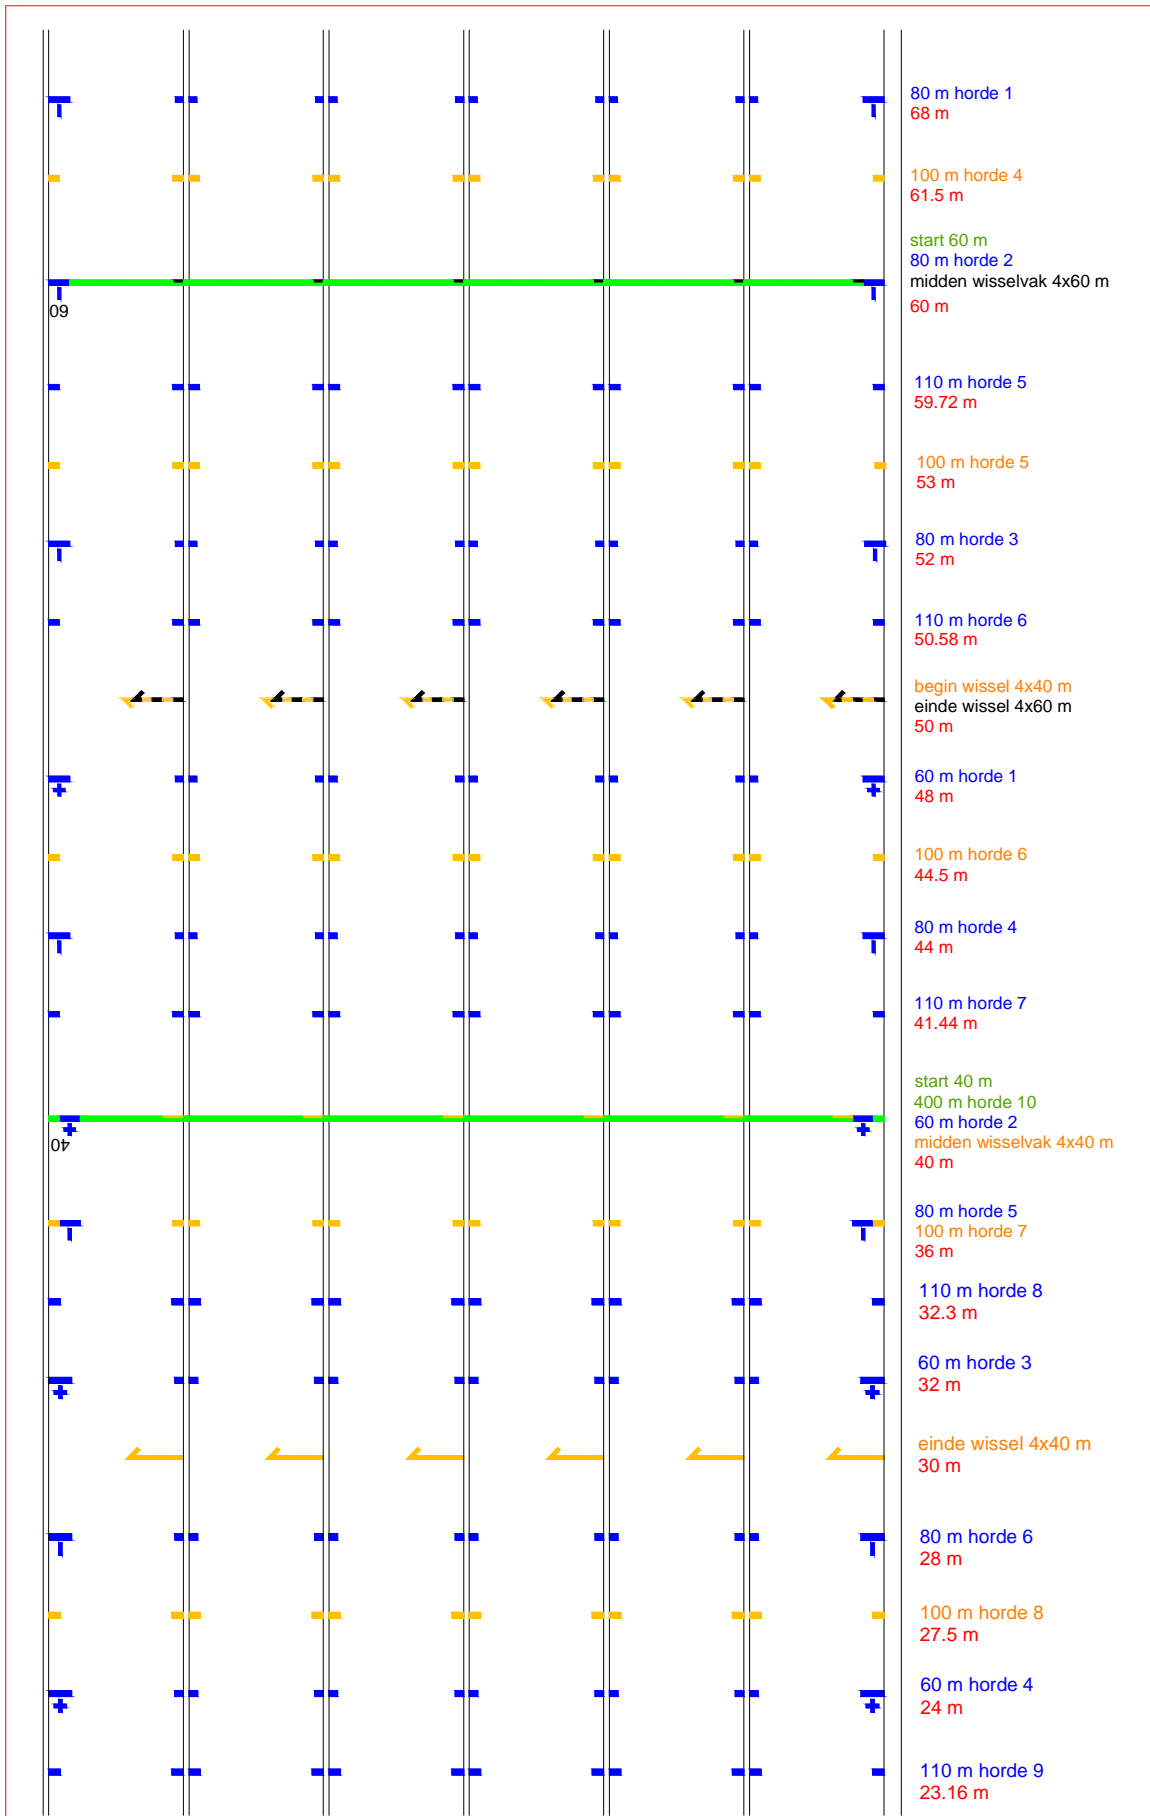 80 m horde 1
68 m
100 m horde 4
61.5 m
start 60 m
80 m horde 2
midden wisselvak 4x60 m
60 m
60
110 m horde 5
59.72 m
100 m horde 5
53 m
80 m horde 3
52 m
110 m horde 6
50.58 m
begin wissel 4x40 m
einde wissel 4x60 m
50 m
60 m horde 1
48 m
100 m horde 6
44.5 m
80 m horde 4
44 m
110 m horde 7
41.44 m
start 40 m
400 m horde 10
60 m horde 2
midden wisselvak 4x40 m
40 m
40
80 m horde 5
100 m horde 7
36 m
110 m horde 8
32.3 m
60 m horde 3
32 m
einde wissel 4x40 m
30 m
80 m horde 6
28 m
100 m horde 8
27.5 m
60 m horde 4
24 m
110 m horde 9
23.16 m